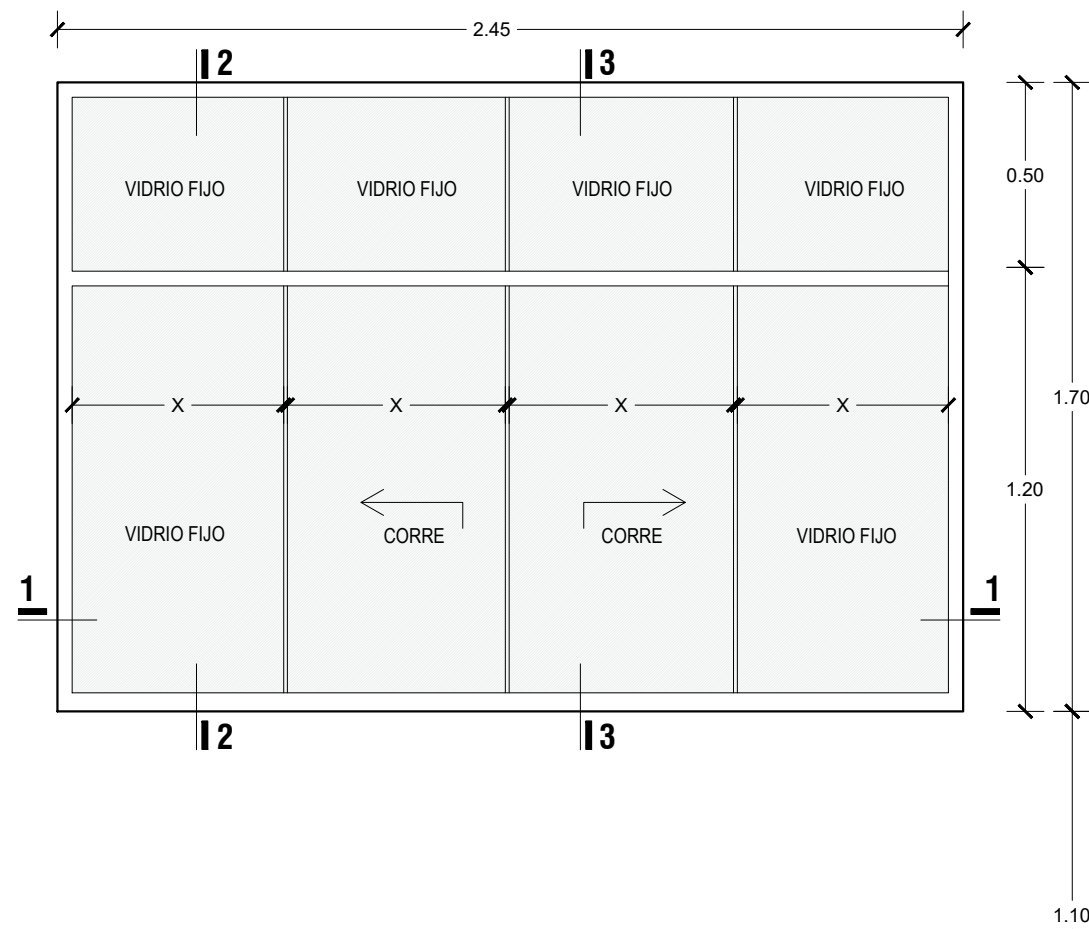 2.45
2 3
VIDRIO FIJO VIDRIO FIJO VIDRIO FIJO VIDRIO FIJO
0.50
1.70
X X X X
1.20
VIDRIO FIJO CORRE CORRE VIDRIO FIJO
1 1
2 3
1.10